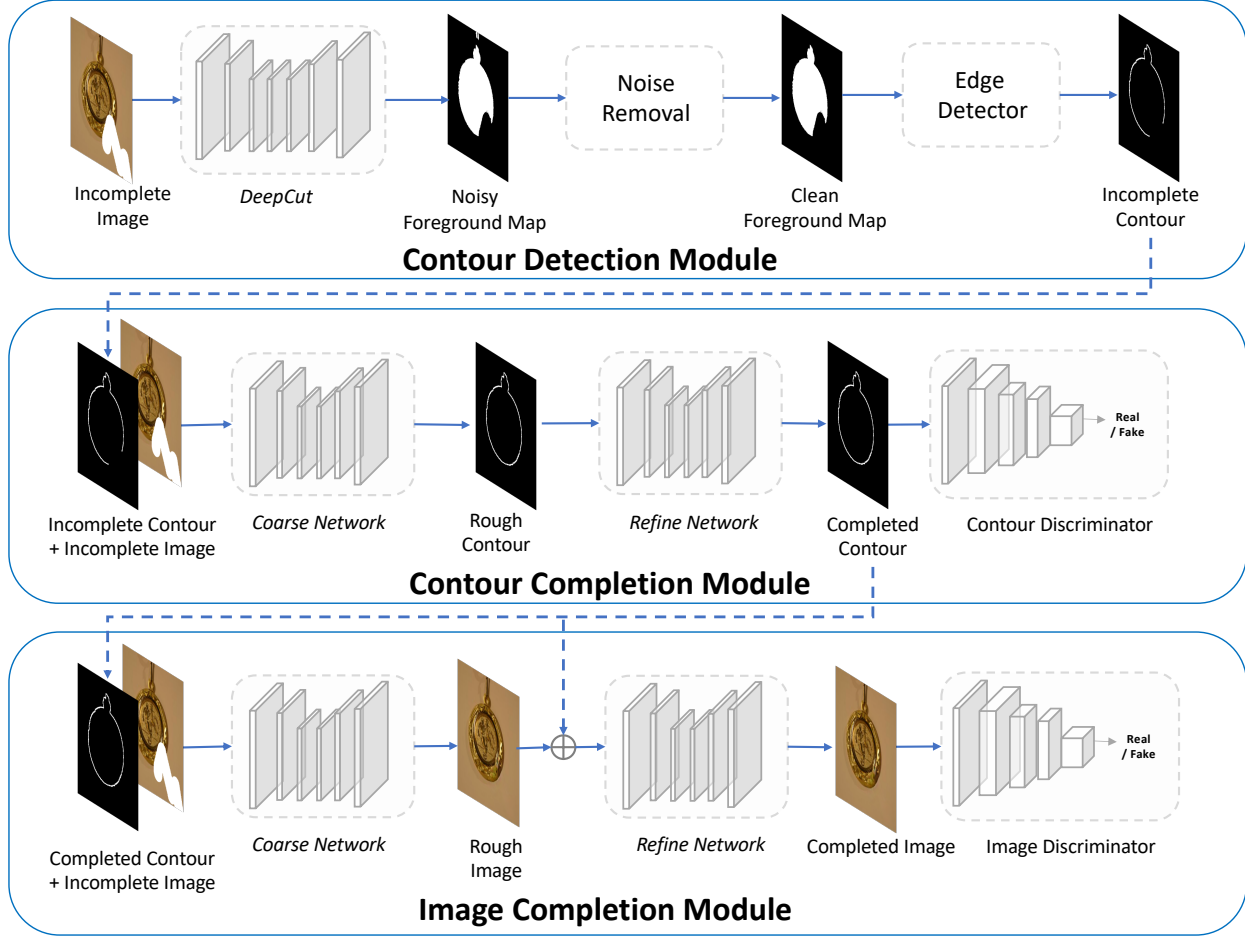 Incomplete
Image
DeepCut
Noisy
Foreground Map
Noise
Removal
Clean
Foreground Map
Edge
Detector
Incomplete
Contour
Contour Detection Module
Incomplete Contour
+ Incomplete Image
Coarse Network
Rough
Contour
Refine Network
Completed
Contour
Contour Discriminator
Real
/ Fake
Contour Completion Module
Completed Contour
+ Incomplete Image
Coarse Network
Rough
Image
Refine Network
Completed Image
Image Discriminator
Real
/ Fake
Image Completion Module